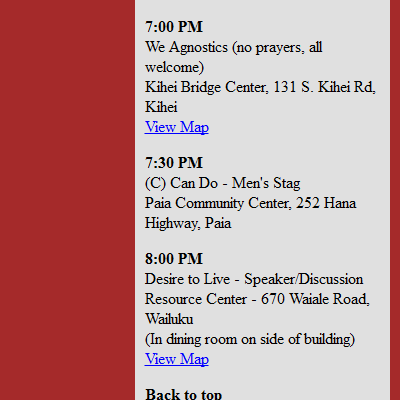 7:00 PM
We Agnostics (no prayers, all
welcome)
Kihei Bridge Center, 131 S. Kihei Rd,
Kihei
View Map
7:30 PM
(C) Can Do - Men's Stag
Paia Community Center, 252 Hana
Highway, Paia
8:00 PM
Desire to Live - Speaker/Discussion
Resource Center - 670 Waiale Road,
Wailuku
(In dining room on side of building)
View Map
Back to top